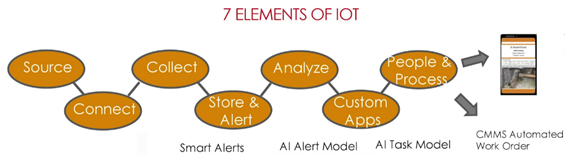 7 ELEMENTS OF IOT
Source
Connect
Collect
Store &
Alert
Analyze
Custom
Apps
People &
Process
Smart Alerts
AI Alert Model
AI Task Model
CMMS Automated
Work Order